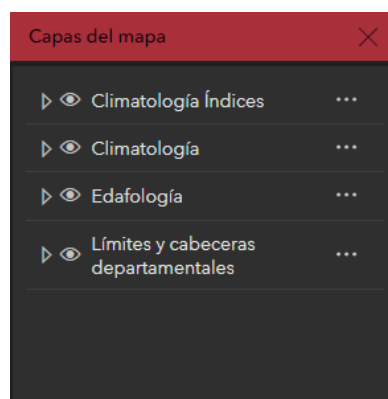 Capas del mapa
Climatología Índices
Climatología
Edafología
Límites y cabeceras
departamentales